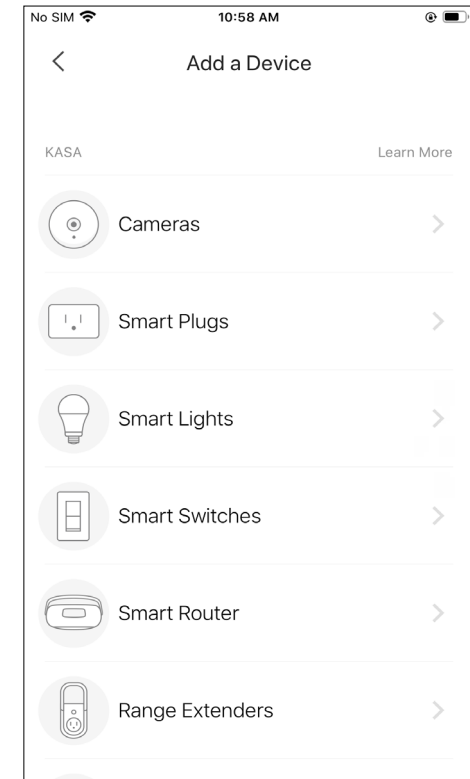 No SIM 10:58 AM
Add a Device
KASA Learn More
Cameras
Smart Plugs
Smart Lights
Smart Switches
Smart Router
Range Extenders